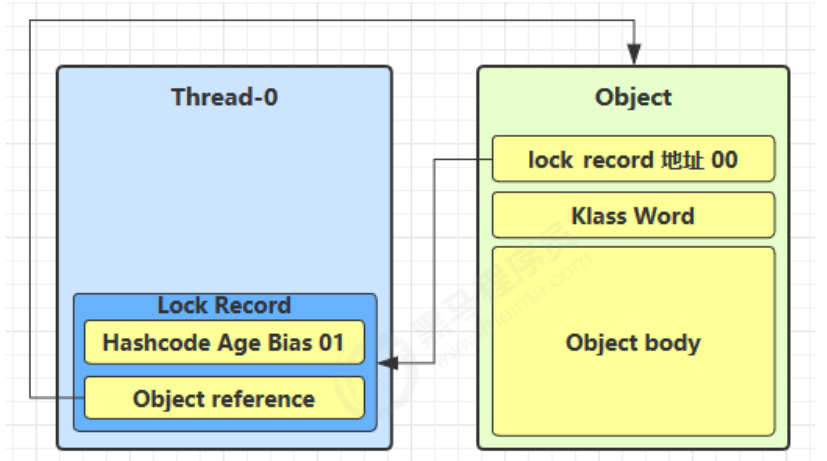 Thread-0
Lock Record
Hashcode Age Bias 01
Object reference
Object
lock record 地址 00
Klass Word
Object body
黑马程序员
www.itheima.com